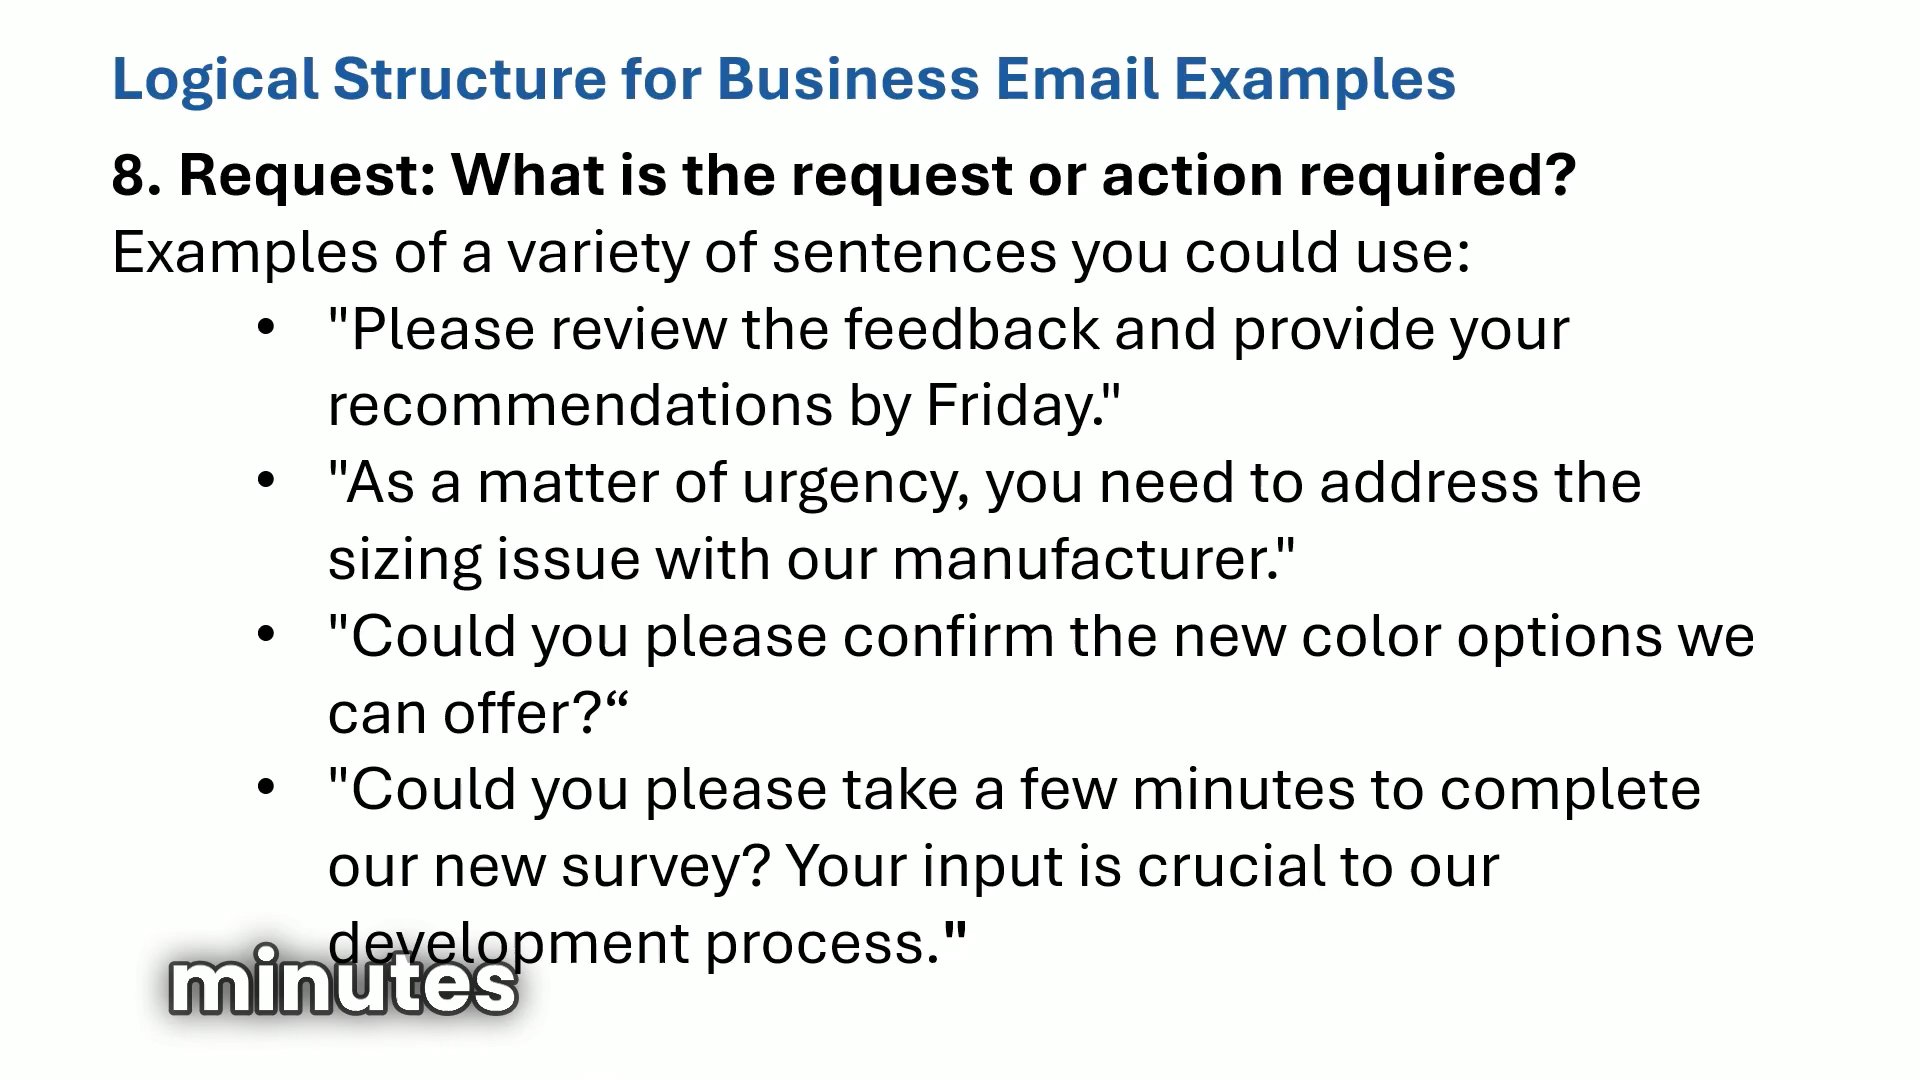 Logical Structure for Business Email Examples
8. Request: What is the request or action required?
Examples of a variety of sentences you could use:
• "Please review the feedback and provide your
recommendations by Friday."
• "As a matter of urgency, you need to address the
sizing issue with our manufacturer."
• "Could you please confirm the new color options we
can offer?“
• "Could you please take a few minutes to complete
our new survey? Your input is crucial to our
development process."
minutes